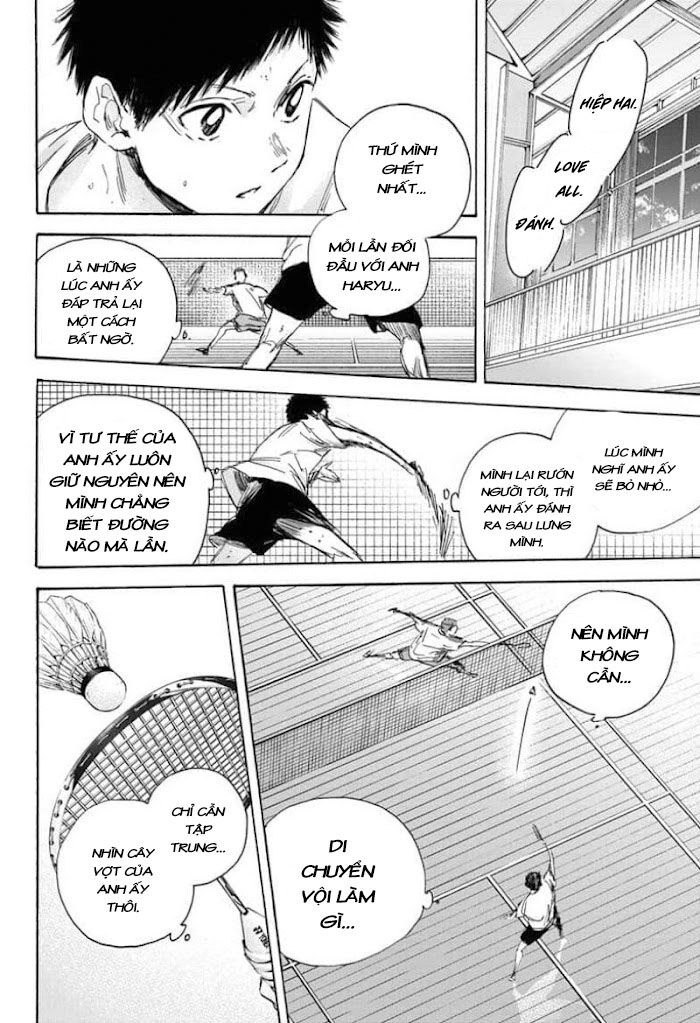 HIỆP HAI.
LOVE
ALL.
ĐÁNH.
THỨ MÌNH
GHÉT
NHẤT...
MỖI LẦN ĐỐI
ĐẦU VỚI ANH
HARYU...
LÀ NHỮNG
LÚC ANH ẤY
ĐÁP TRẢ LẠI
MỘT CÁCH
BẤT NGỜ.
LÚC MÌNH
NGHĨ ANH ẤY
SẼ BỎ NHỎ...
MÌNH LẠI RƯỚN
NGƯỜI TỚI, THÌ
ANH ẤY ĐÁNH
RA SAU LƯNG
MÌNH.
VÌ TƯ THẾ CỦA
ANH ẤY LUÔN
GIỮ NGUYÊN NÊN
MÌNH CHẲNG
BIẾT ĐƯỜNG
NÀO MÀ LẦN.
NÊN MÌNH
KHÔNG
CẦN...
DI
CHUYỂN
VỘI LÀM
GÌ...
CHỈ CẦN
TẬP
TRUNG...
NHÌN CÂY
VỢT CỦA
ANH ẤY
THÔI.